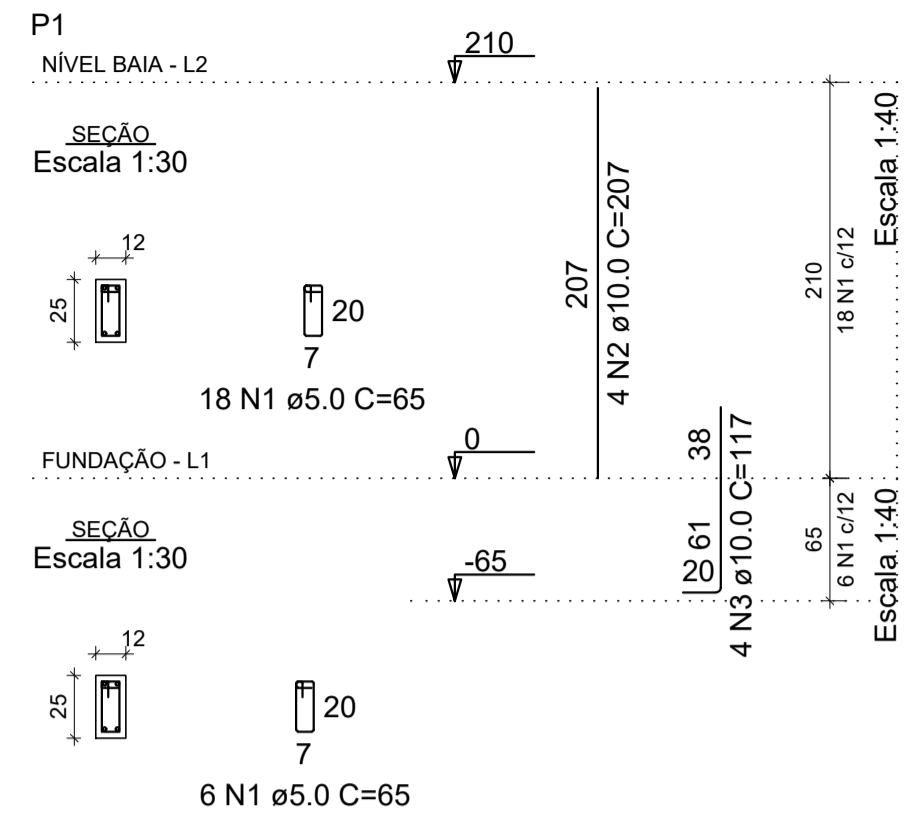 P1
NÍVEL BAIA - L2
210
SEÇÃO
Escala 1:30
12
25
20
7
18 N1 ø5.0 C=65
207
4 N2 ø10.0 C=207
210
18 N1 c/12
Escala 1:40
FUNDAÇÃO - L1
0
SEÇÃO
Escala 1:30
-65
38
61
20
4 N3 ø10.0 C=117
65
6 N1 c/12
Escala 1:40
12
25
20
7
6 N1 ø5.0 C=65